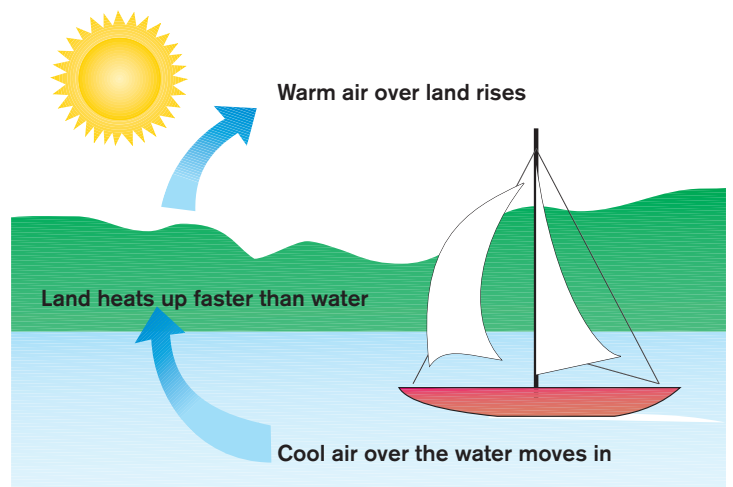 Warm air over land rises
Land heats up faster than water
Cool air over the water moves in